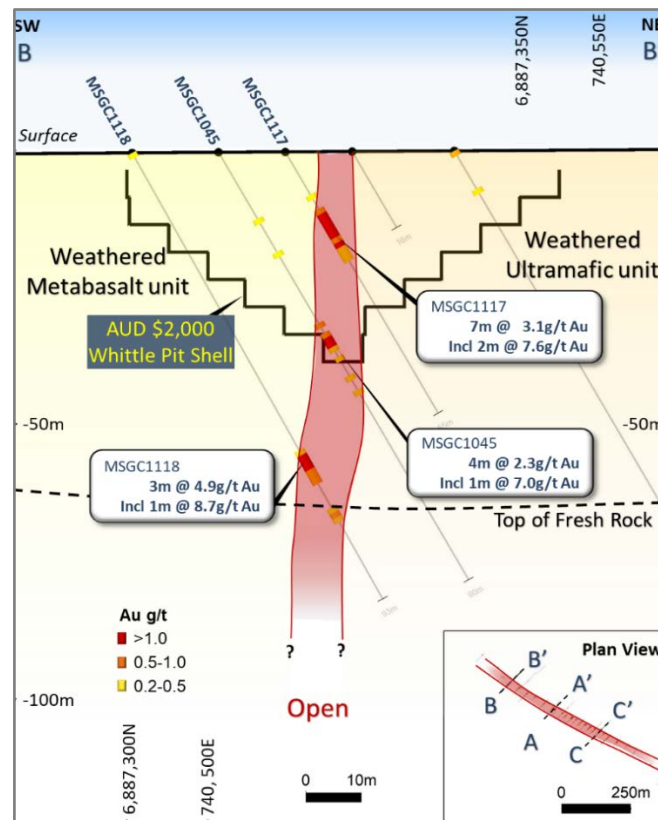 SW
NE
B
B'
6,887,350N
740,550E
MSGC1118
MSGC1045
MSGC1117
Surface
Weathered
Metabasalt unit
Weathered
Ultramafic unit
AUD $2,000
Whittle Pit Shell
MSGC1117
7m @ 3.1g/t Au
Incl 2m @ 7.6g/t Au
-50m
-50m
MSGC1045
4m @ 2.3g/t Au
Incl 1m @ 7.0g/t Au
MSGC1118
3m @ 4.9g/t Au
Incl 1m @ 8.7g/t Au
Top of Fresh Rock
Au g/t
>1.0
0.5-1.0
0.2-0.5
? ?
Open
-100m
6,887,300N
740, 500E
0 10m
Plan View
B'
A'
C'
B
A
C
0 250m